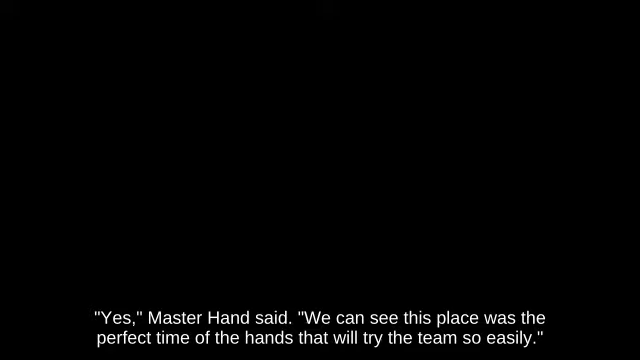 "Yes," Master Hand said. "We can see this place was the
perfect time of the hands that will try the team so easily."